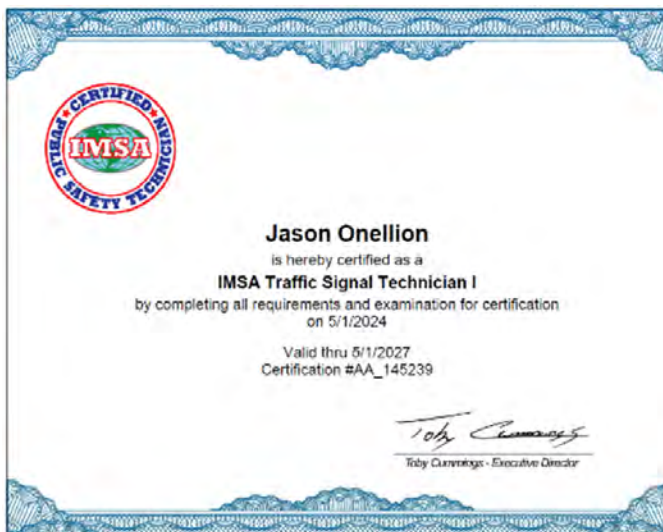 ★ CERTIFIED ★
IMSA
PUBLIC SAFETY TECHNICIAN
Jason Onellion
is hereby certified as a
IMSA Traffic Signal Technician I
by completing all requirements and examination for certification
on 5/1/2024
Valid thru 5/1/2027
Certification #AA_145239
Toby Cummings
Toby Cummings - Executive Director